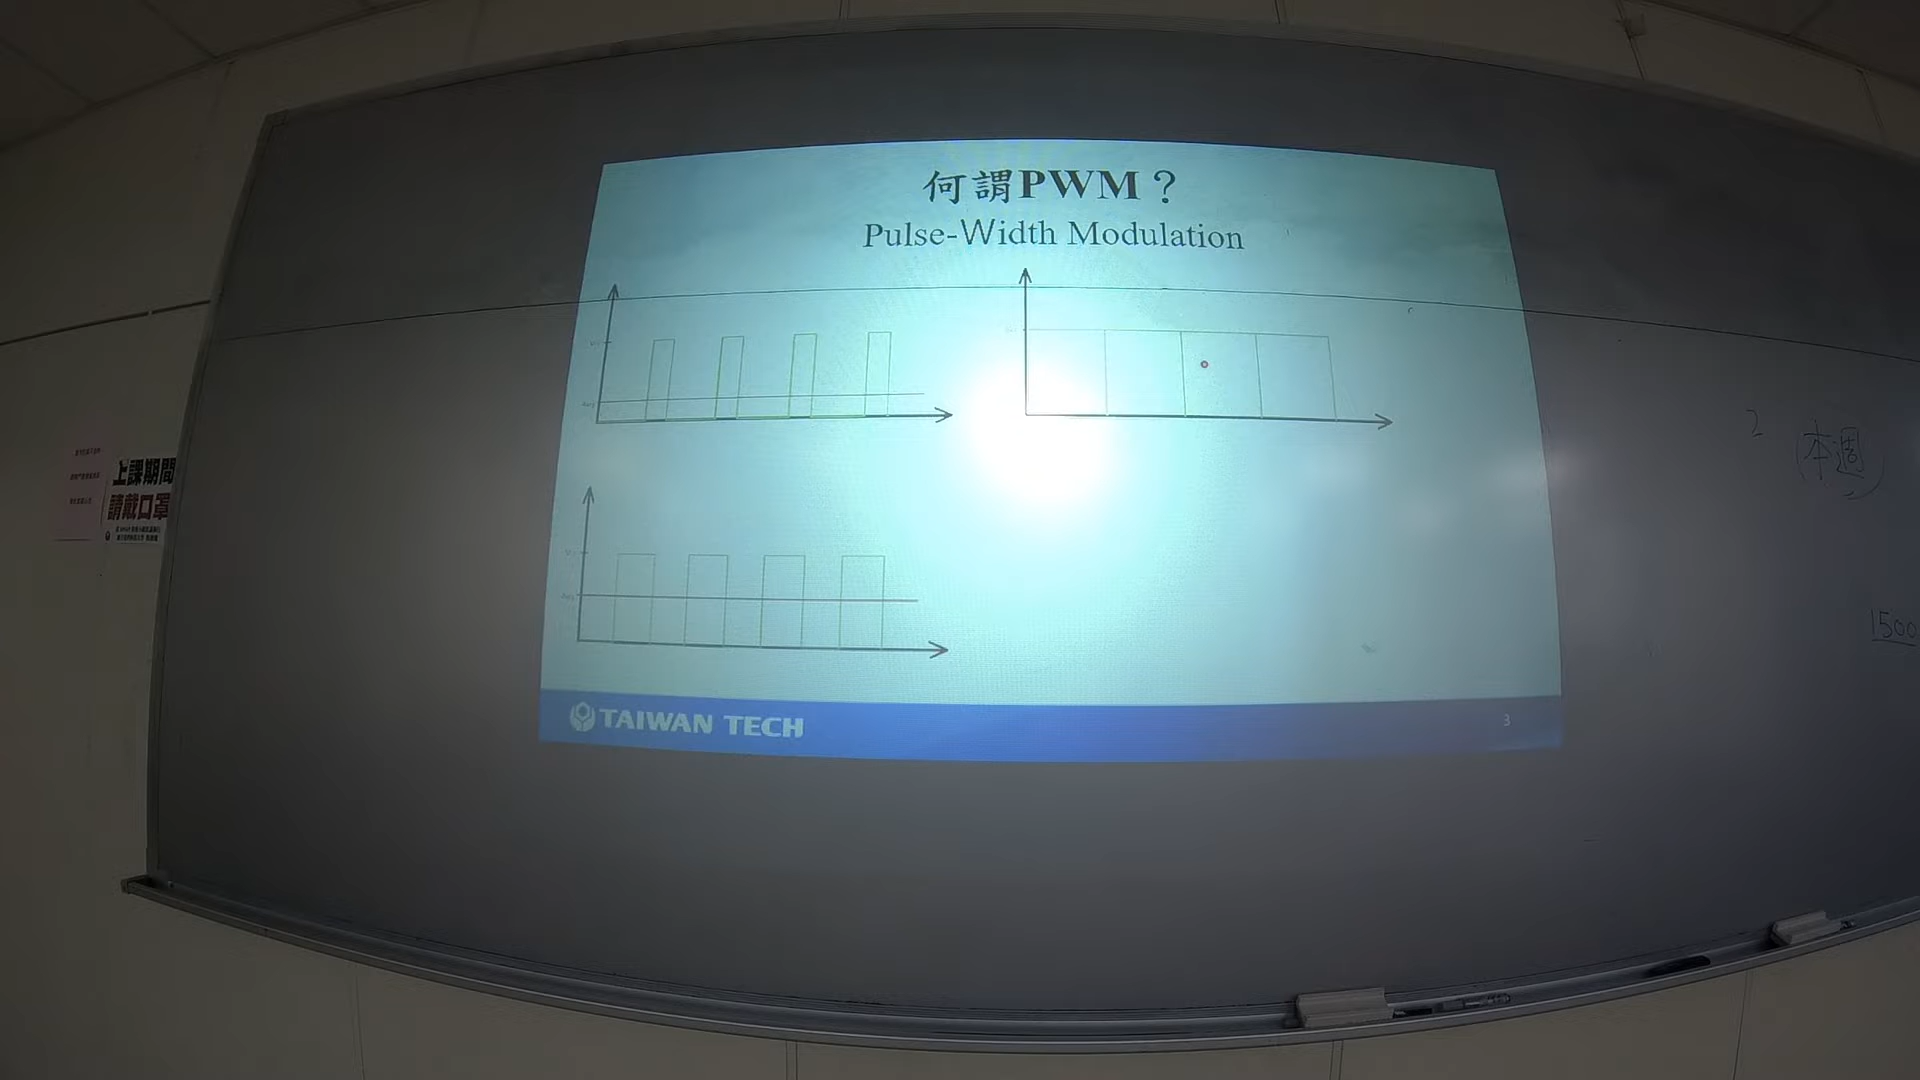 何謂PWM？
Pulse-Width Modulation
TAIWAN TECH
3
上課期間
請戴口罩
2
本週
1500